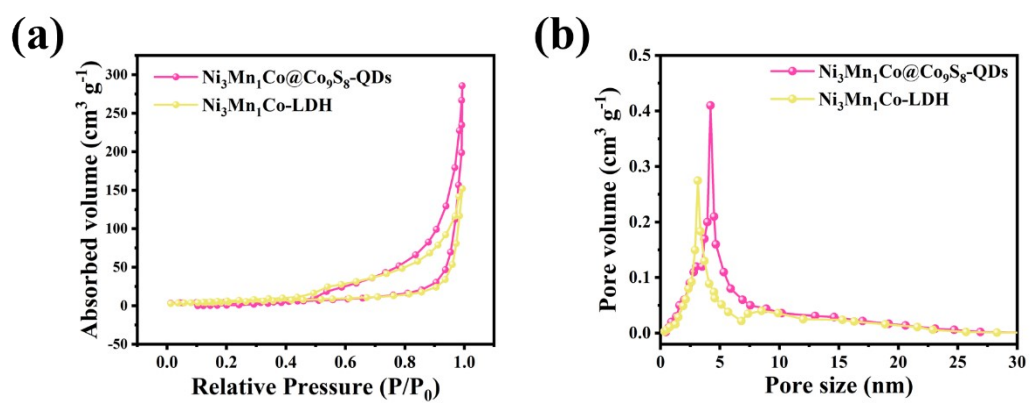 (a)
Absorbed volume (cm³ g⁻¹)
300
250
200
150
100
50
0
-50
Ni₃Mn₁Co@Co₉S₈-QDs
Ni₃Mn₁Co-LDH
0.0 0.2 0.4 0.6 0.8 1.0
Relative Pressure (P/P₀)
(b)
Pore volume (cm³ g⁻¹)
0.5
0.4
0.3
0.2
0.1
0.0
Ni₃Mn₁Co@Co₉S₈-QDs
Ni₃Mn₁Co-LDH
0 5 10 15 20 25 30
Pore size (nm)